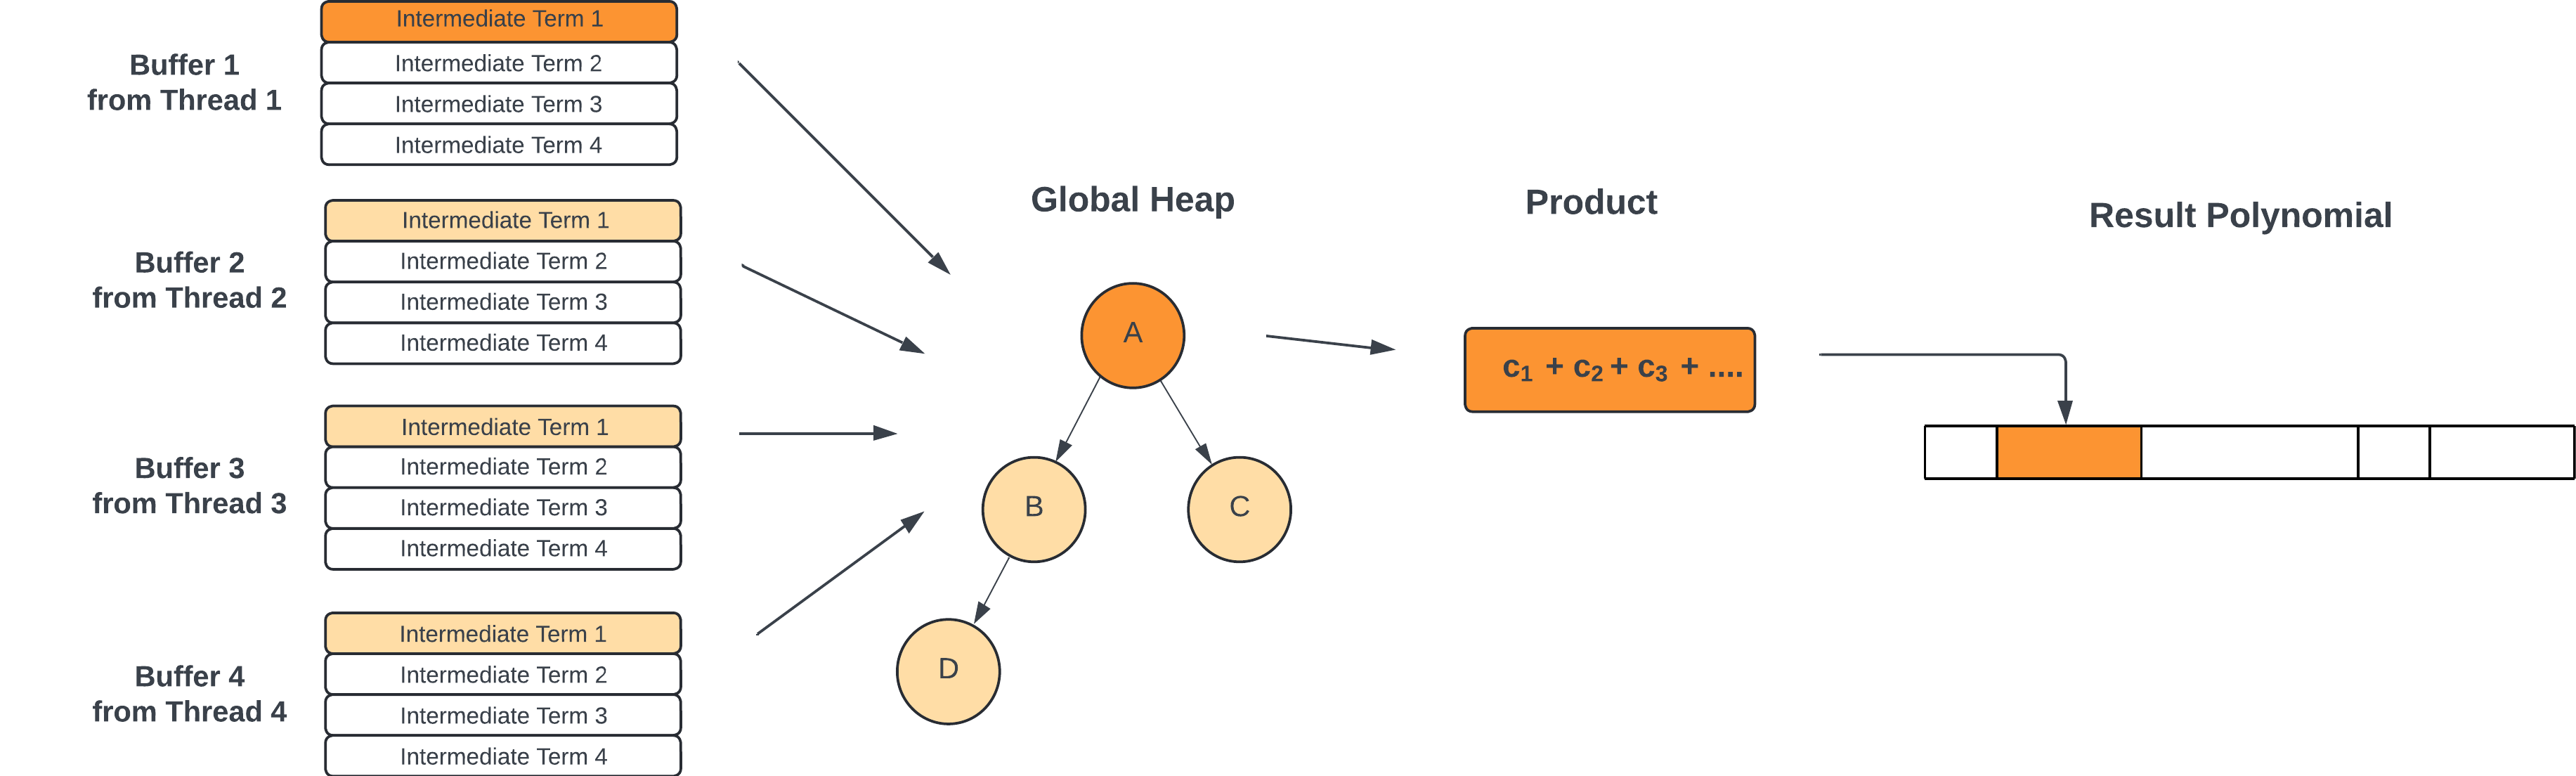 Buffer 1
from Thread 1
Intermediate Term 1
Intermediate Term 2
Intermediate Term 3
Intermediate Term 4
Buffer 2
from Thread 2
Intermediate Term 1
Intermediate Term 2
Intermediate Term 3
Intermediate Term 4
Buffer 3
from Thread 3
Intermediate Term 1
Intermediate Term 2
Intermediate Term 3
Intermediate Term 4
Buffer 4
from Thread 4
Intermediate Term 1
Intermediate Term 2
Intermediate Term 3
Intermediate Term 4
Global Heap
A
B
C
D
Product
c₁ + c₂ + c₃ + ....
Result Polynomial